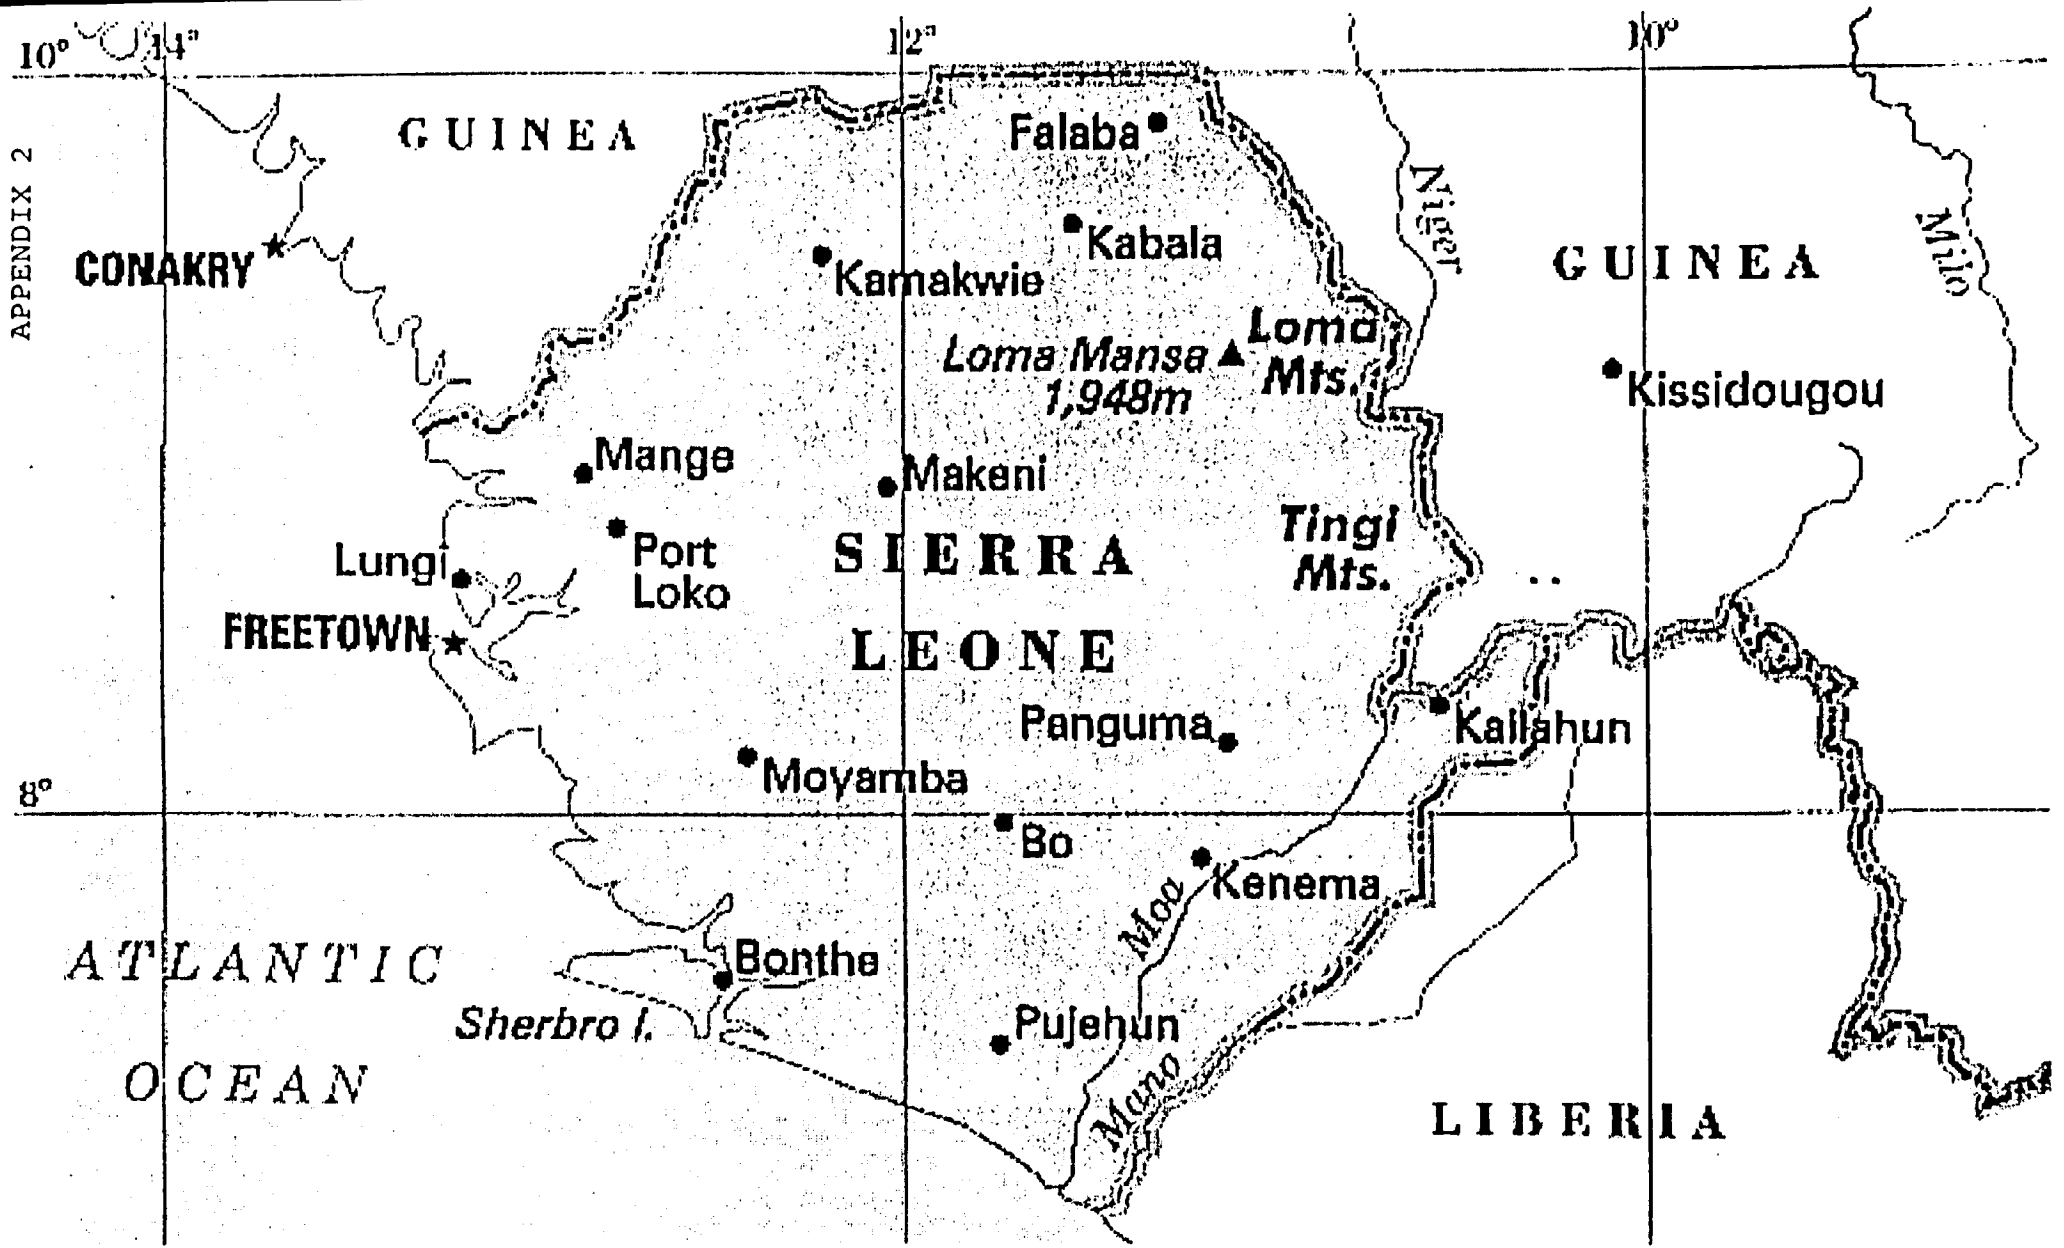 10°
14°
12°
10°
APPENDIX 2
GUINEA
Falaba
Niger
Milo
CONAKRY
Kabala
Kamakwie
GUINEA
Loma
Mts.
Loma Mansa
1,948m
Kissidougou
Mange
Makeni
Lungi
Port
Loko
SIERRA
LEONE
Tingi
Mts.
FREETOWN
Panguma
Kailahun
Moyamba
8°
Bo
Kenema
Moa
ATLANTIC
OCEAN
Bonthe
Sherbro I.
Pujehun
Mano
LIBERIA